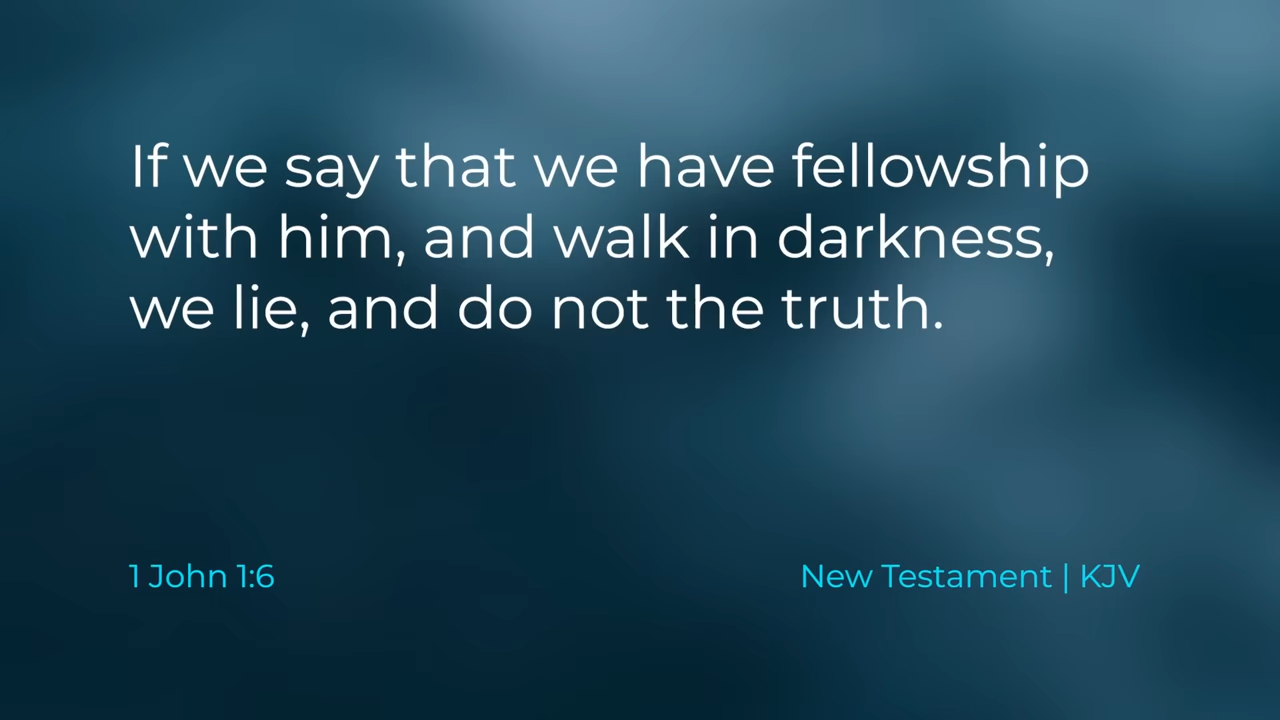 If we say that we have fellowship
with him, and walk in darkness,
we lie, and do not the truth.
1 John 1:6
New Testament | KJV